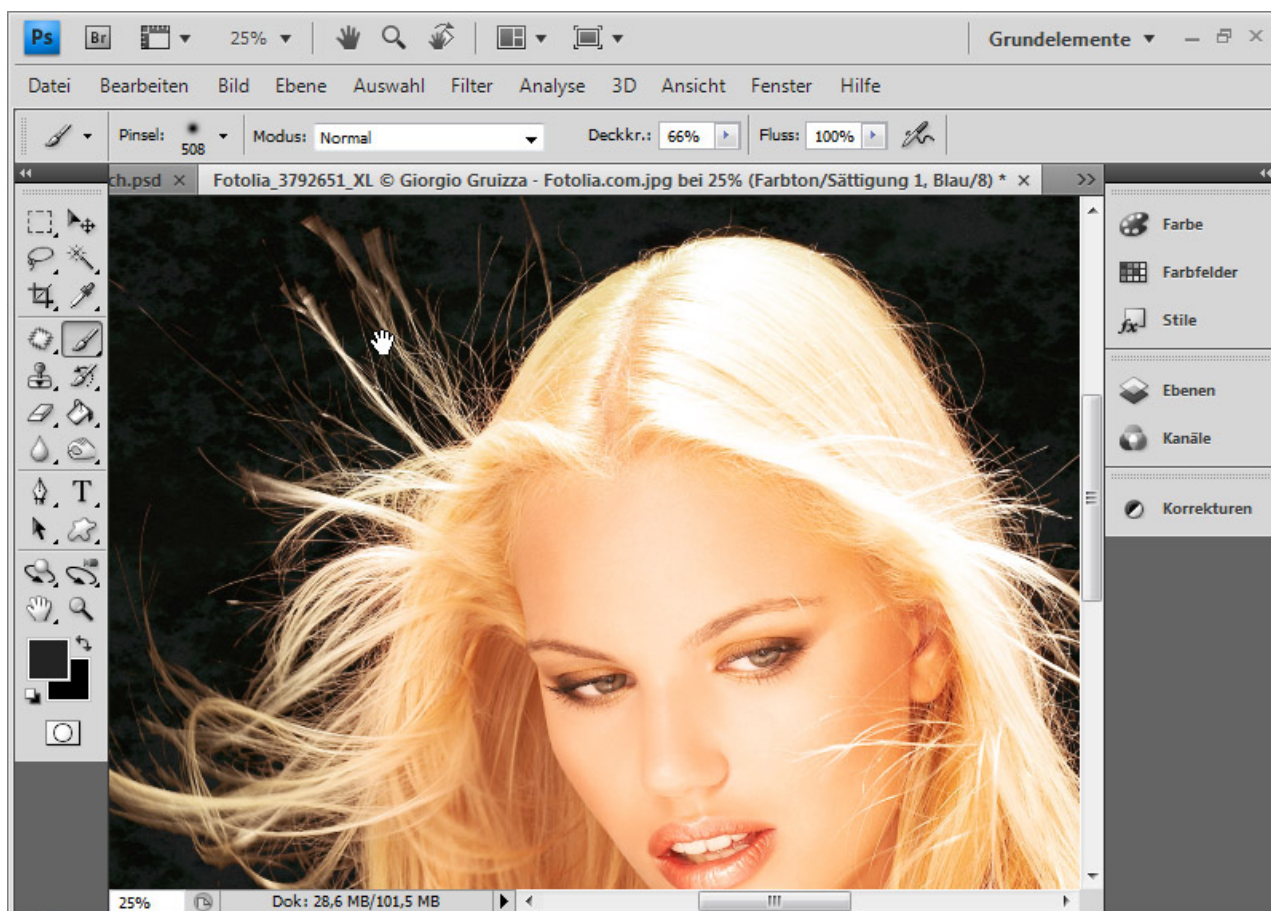 Ps Br 25% Grundelemente
Datei Bearbeiten Bild Ebene Auswahl Filter Analyse 3D Ansicht Fenster Hilfe
Pinsel: 508 Modus: Normal Deckkr.: 66% Fluss: 100%
ch.psd × Fotolia_3792651_XL © Giorgio Gruizza - Fotolia.com.jpg bei 25% (Farbton/Sättigung 1, Blau/8) * ×
Farbe
Farbfelder
Stile
Ebenen
Kanäle
Korrekturen
25% Dok: 28,6 MB/101,5 MB